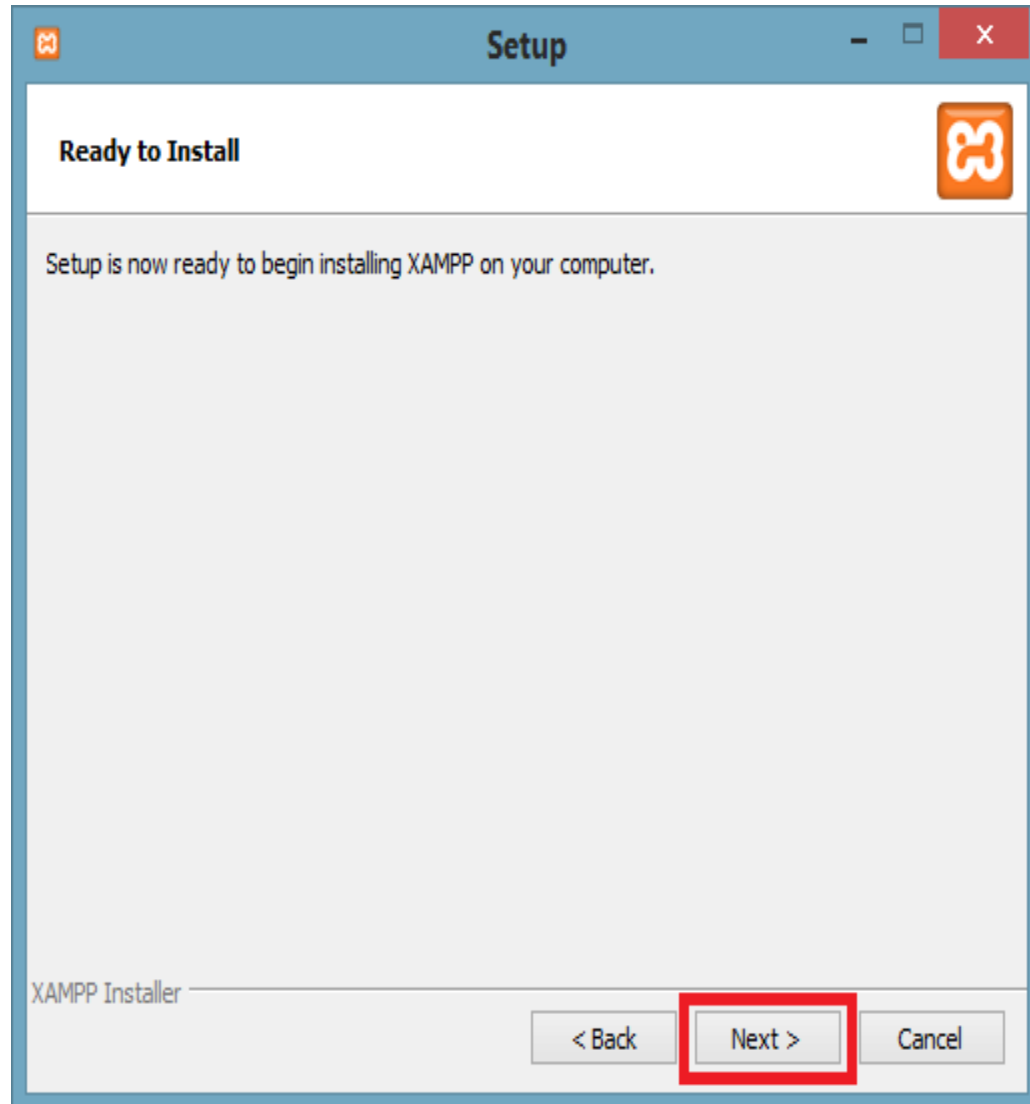 Setup
Ready to Install
Setup is now ready to begin installing XAMPP on your computer.
XAMPP Installer
< Back Next > Cancel